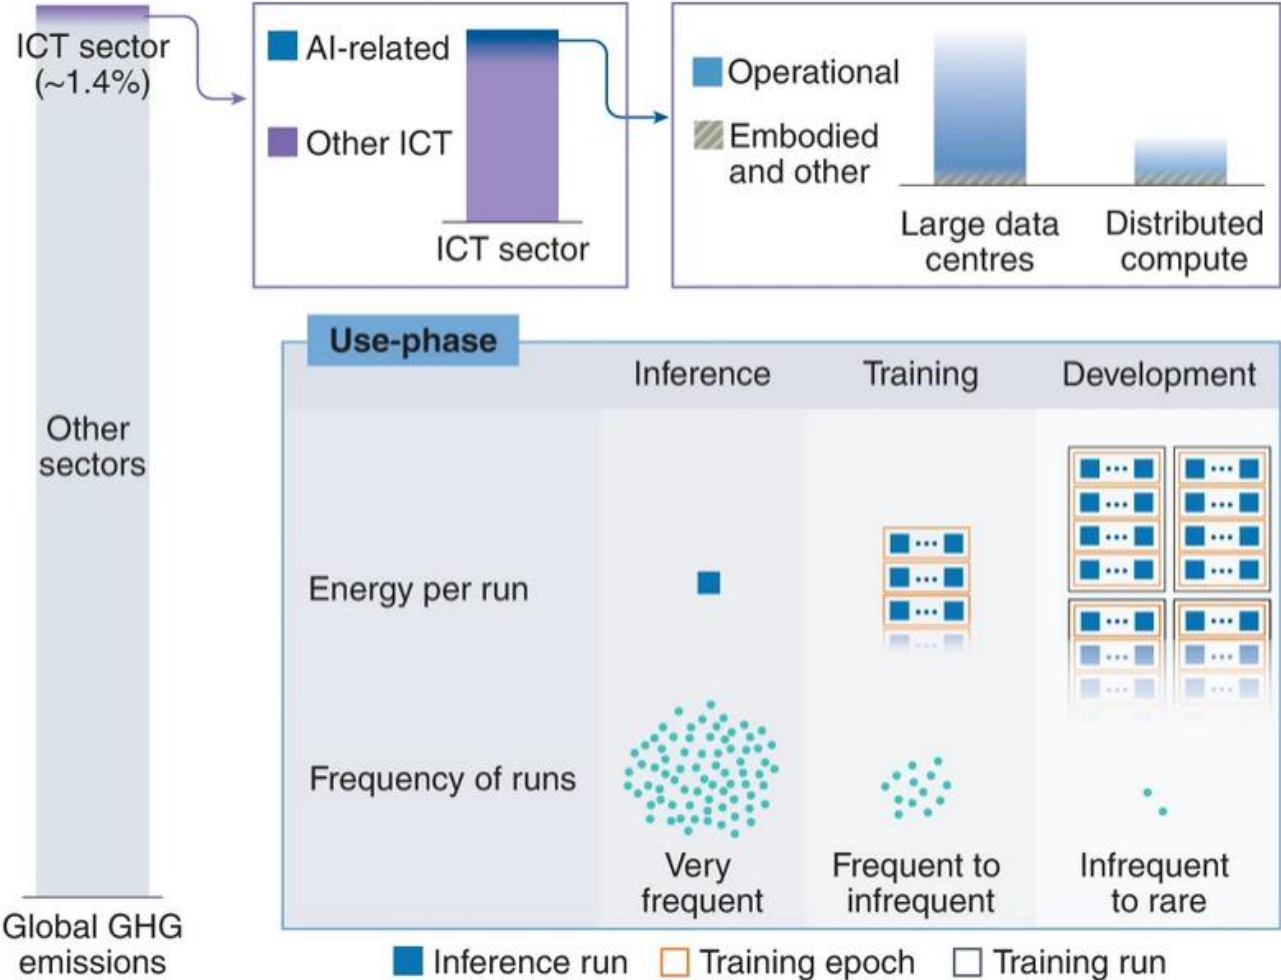 ICT sector
(~1.4%)
Other
sectors
Global GHG
emissions
AI-related
Other ICT
ICT sector
Operational
Embodied
and other
Large data
centres
Distributed
compute
Use-phase
Inference
Training
Development
Energy per run
Frequency of runs
Very
frequent
Frequent to
infrequent
Infrequent
to rare
Inference run
Training epoch
Training run